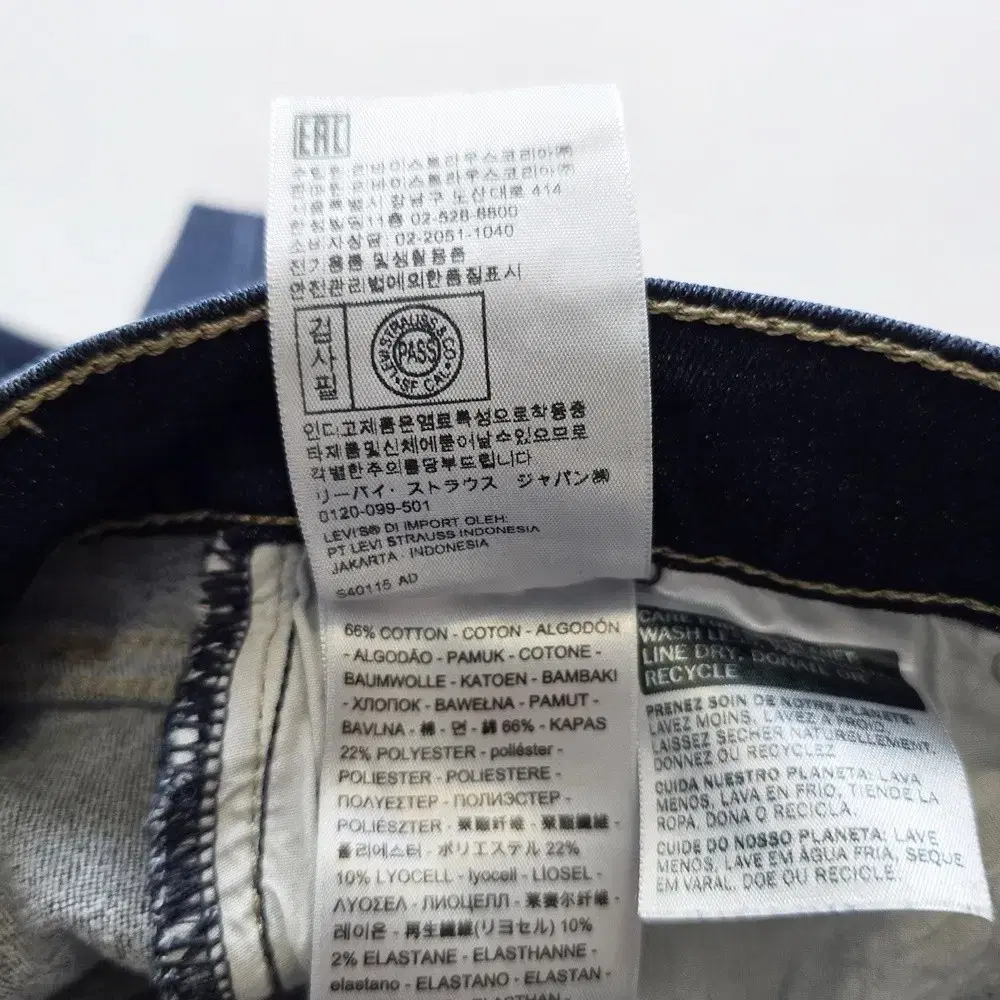 EAC
수입원:리바이스트라우스코리아㈜
판매원:리바이스트라우스코리아㈜
서울특별시 강남구 도산대로 414
한성빌딩11층 02-528-8800
소비자상담: 02-2051-1040
전기용품 및생활용품
안전관리법에의한품질표시
검사필
LEVI STRAUSS & CO
PASS
SF CAL
인디고제품은염료특성으로착용중
타제품및신체에뭍어날수있으므로
각별한주의를당부드립니다
リーバイ・ストラウス ジャパン㈱
0120-099-501
LEVI'S® DI IMPORT OLEH:
PT LEVI STRAUSS INDONESIA
JAKARTA - INDONESIA
S40115 AD
66% COTTON - COTON - ALGODÓN
- ALGODÃO - PAMUK - COTONE -
BAUMWOLLE - KATOEN - BAMBAKI
- ХЛОПОК - BAWEŁNA - PAMUT -
BAVLNA - 棉 - 면 - 綿 66% - KAPAS
22% POLYESTER - poliéster -
POLIESTER - POLIESTERE -
ΠΟΛΥΕΣΤΕΡ - ПОЛИЭСТЕР -
POLIÉSZTER - 聚酯纤维 - 聚酯纖維 -
폴리에스터 - ポリエステル 22%
10% LYOCELL - lyocell - LIOSEL -
ΛΥΟΣΕΛ - ЛИОЦЕЛЛ - 莱赛尔纤维 -
레이온 - 再生繊維(リヨセル) 10%
2% ELASTANE - ELASTHANNE -
elastano - ELASTANO - ELASTAN -
WASH
LINE DRY, DONATE OR
RECYCLE
PRENEZ SOIN DE NOTRE PLANÈTE:
LAVEZ MOINS, LAVEZ À FROID,
LAISSEZ SÉCHER NATURELLEMENT,
DONNEZ OU RECYCLEZ
CUIDA NUESTRO PLANETA: LAVA
MENOS, LAVA EN FRIO, TIENDE LA
ROPA, DONA O RECICLA.
CUIDE DO NOSSO PLANETA: LAVE
MENOS, LAVE EM ÁGUA FRIA, SEQUE
EM VARAL, DOE OU RECICLE.